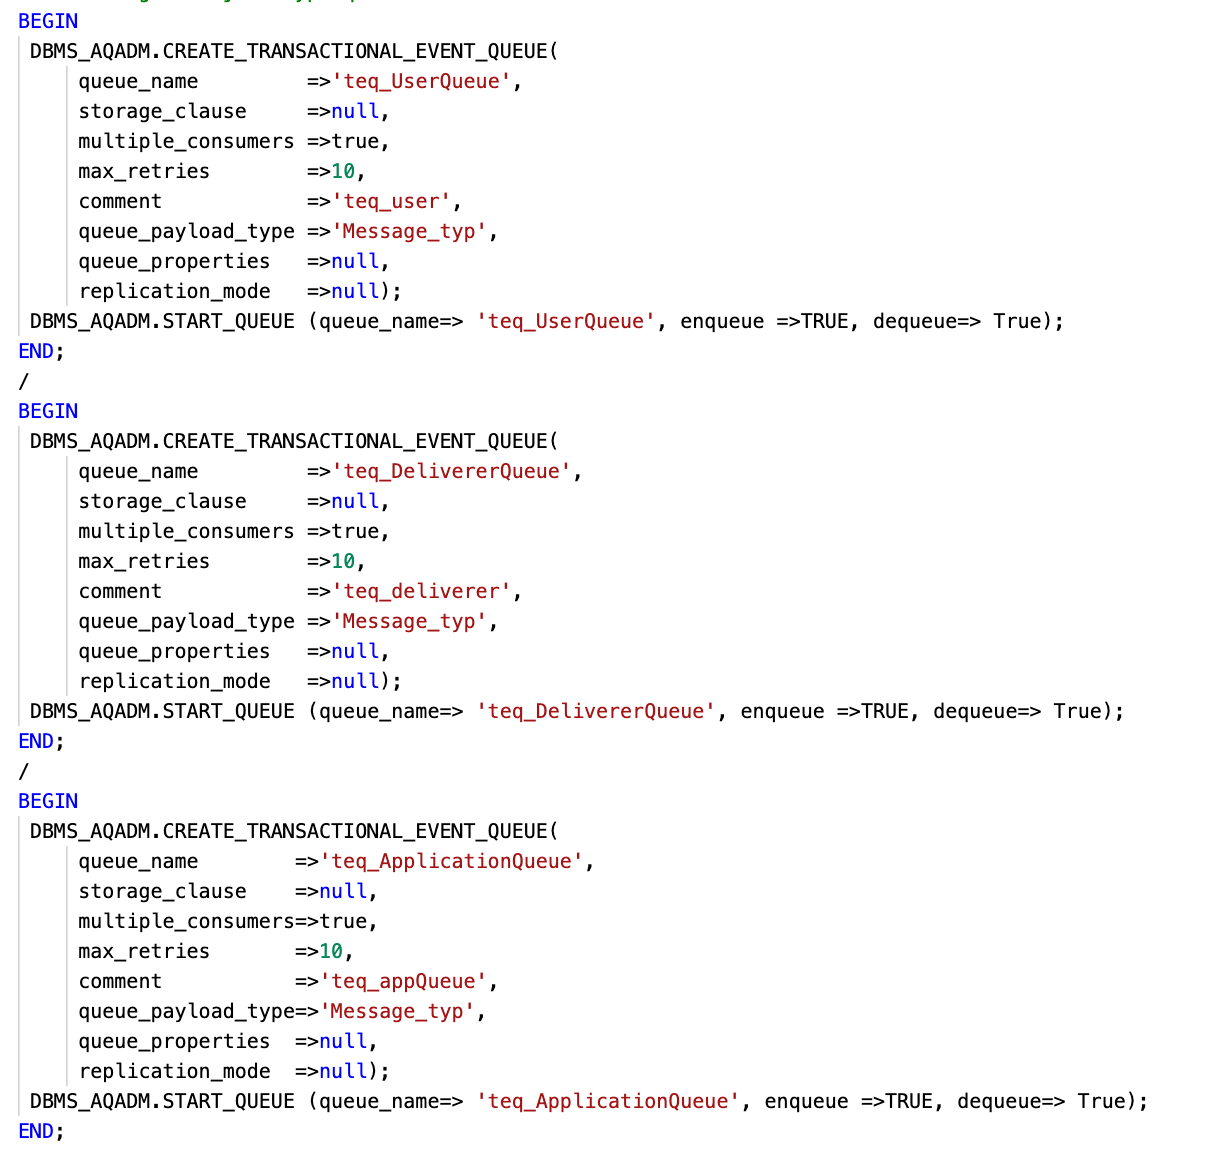 BEGIN
DBMS_AQADM.CREATE_TRANSACTIONAL_EVENT_QUEUE(
queue_name         =>'teq_UserQueue',
storage_clause     =>null,
multiple_consumers =>true,
max_retries        =>10,
comment            =>'teq_user',
queue_payload_type =>'Message_typ',
queue_properties   =>null,
replication_mode   =>null);
DBMS_AQADM.START_QUEUE (queue_name=> 'teq_UserQueue', enqueue =>TRUE, dequeue=> True);
END;
/
BEGIN
DBMS_AQADM.CREATE_TRANSACTIONAL_EVENT_QUEUE(
queue_name         =>'teq_DelivererQueue',
storage_clause     =>null,
multiple_consumers =>true,
max_retries        =>10,
comment            =>'teq_deliverer',
queue_payload_type =>'Message_typ',
queue_properties   =>null,
replication_mode   =>null);
DBMS_AQADM.START_QUEUE (queue_name=> 'teq_DelivererQueue', enqueue =>TRUE, dequeue=> True);
END;
/
BEGIN
DBMS_AQADM.CREATE_TRANSACTIONAL_EVENT_QUEUE(
queue_name        =>'teq_ApplicationQueue',
storage_clause    =>null,
multiple_consumers=>true,
max_retries       =>10,
comment           =>'teq_appQueue',
queue_payload_type=>'Message_typ',
queue_properties  =>null,
replication_mode  =>null);
DBMS_AQADM.START_QUEUE (queue_name=> 'teq_ApplicationQueue', enqueue =>TRUE, dequeue=> True);
END;